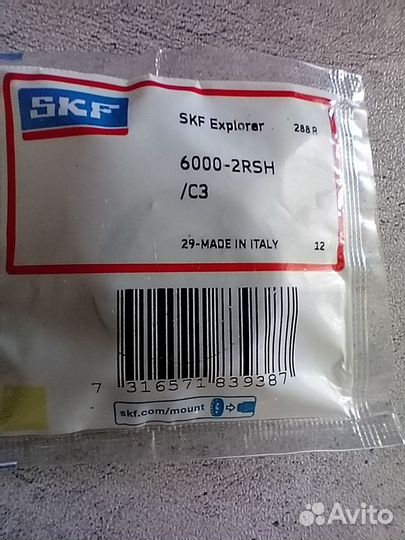 SKF
SKF Explorer 288 R
6000-2RSH
/C3
29-MADE IN ITALY 12
7 316571 839387
skf.com/mount
Avito